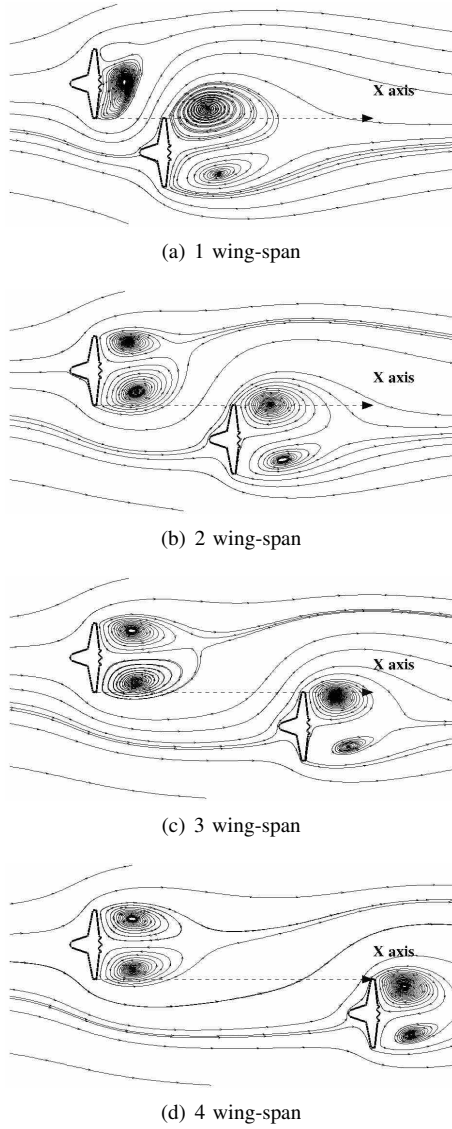 X axis
(a) 1 wing-span
X axis
(b) 2 wing-span
X axis
(c) 3 wing-span
X axis
(d) 4 wing-span